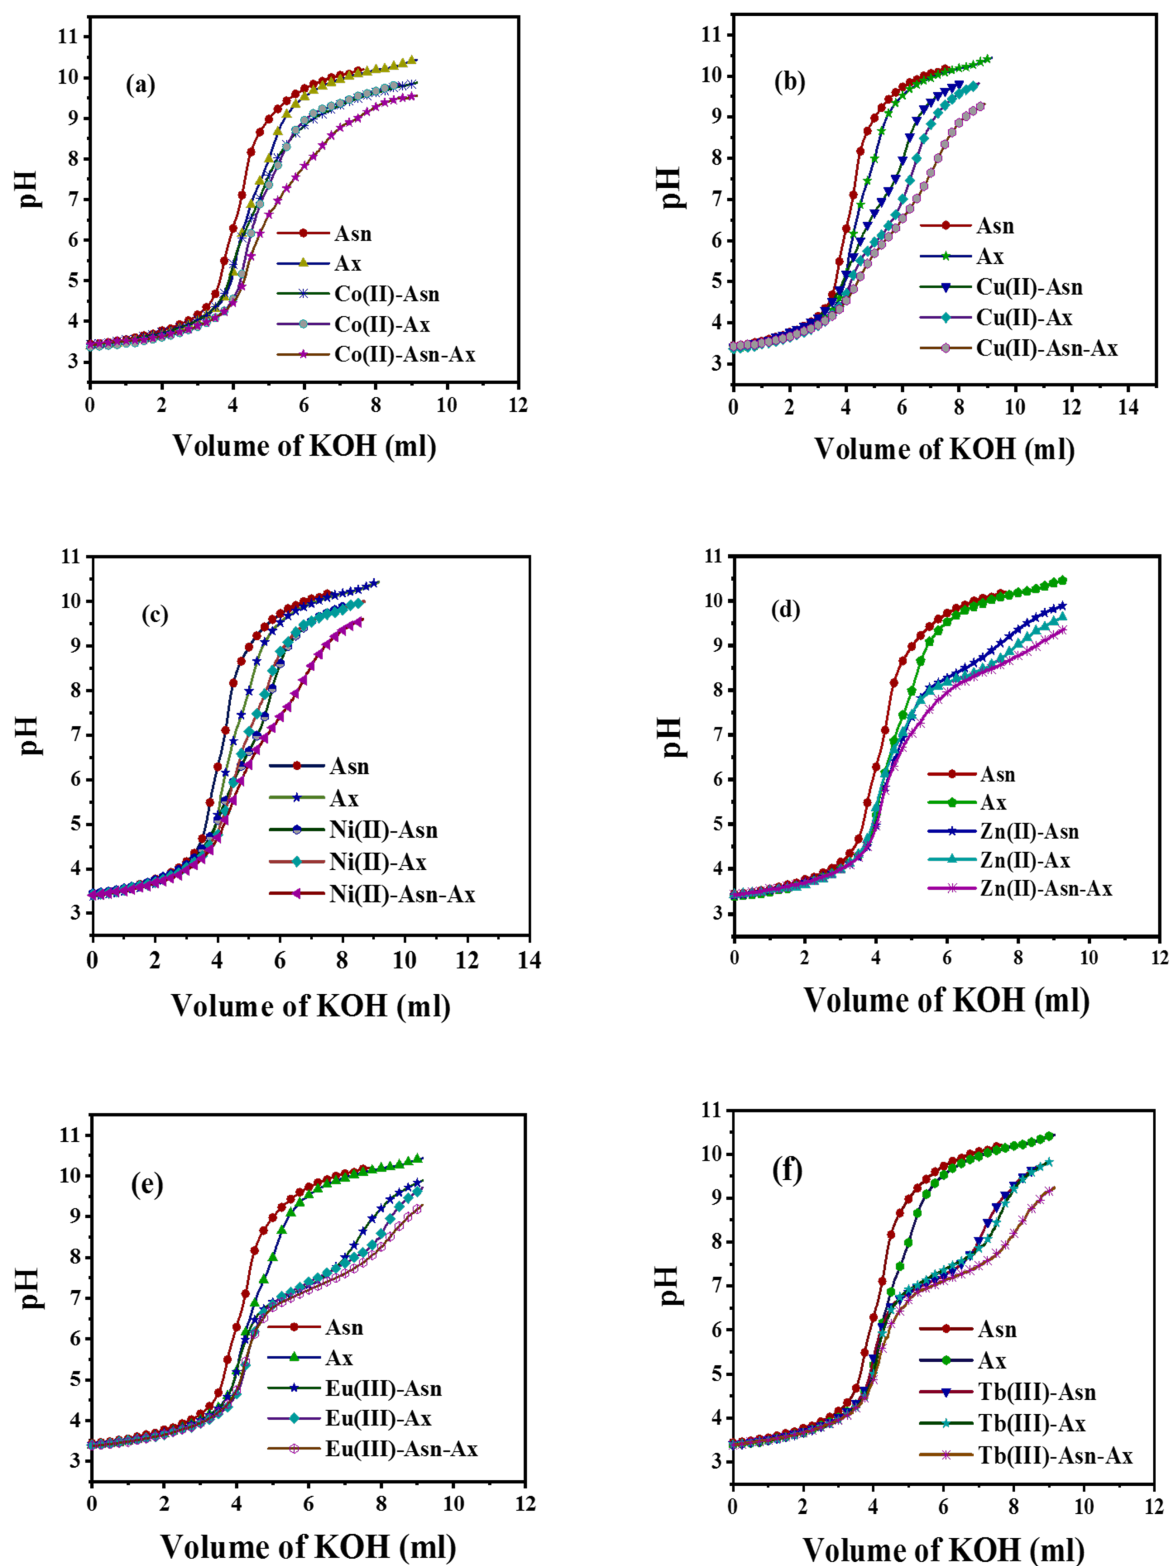 (a)
pH
11
10
9
8
7
6
5
4
3
Asn
Ax
Co(II)-Asn
Co(II)-Ax
Co(II)-Asn-Ax
0 2 4 6 8 10 12
Volume of KOH (ml)
(b)
pH
11
10
9
8
7
6
5
4
3
Asn
Ax
Cu(II)-Asn
Cu(II)-Ax
Cu(II)-Asn-Ax
0 2 4 6 8 10 12 14
Volume of KOH (ml)
(c)
pH
11
10
9
8
7
6
5
4
3
Asn
Ax
Ni(II)-Asn
Ni(II)-Ax
Ni(II)-Asn-Ax
0 2 4 6 8 10 12 14
Volume of KOH (ml)
(d)
pH
11
10
9
8
7
6
5
4
3
Asn
Ax
Zn(II)-Asn
Zn(II)-Ax
Zn(II)-Asn-Ax
0 2 4 6 8 10 12
Volume of KOH (ml)
(e)
pH
11
10
9
8
7
6
5
4
3
Asn
Ax
Eu(III)-Asn
Eu(III)-Ax
Eu(III)-Asn-Ax
0 2 4 6 8 10 12
Volume of KOH (ml)
(f)
pH
11
10
9
8
7
6
5
4
3
Asn
Ax
Tb(III)-Asn
Tb(III)-Ax
Tb(III)-Asn-Ax
0 2 4 6 8 10 12
Volume of KOH (ml)